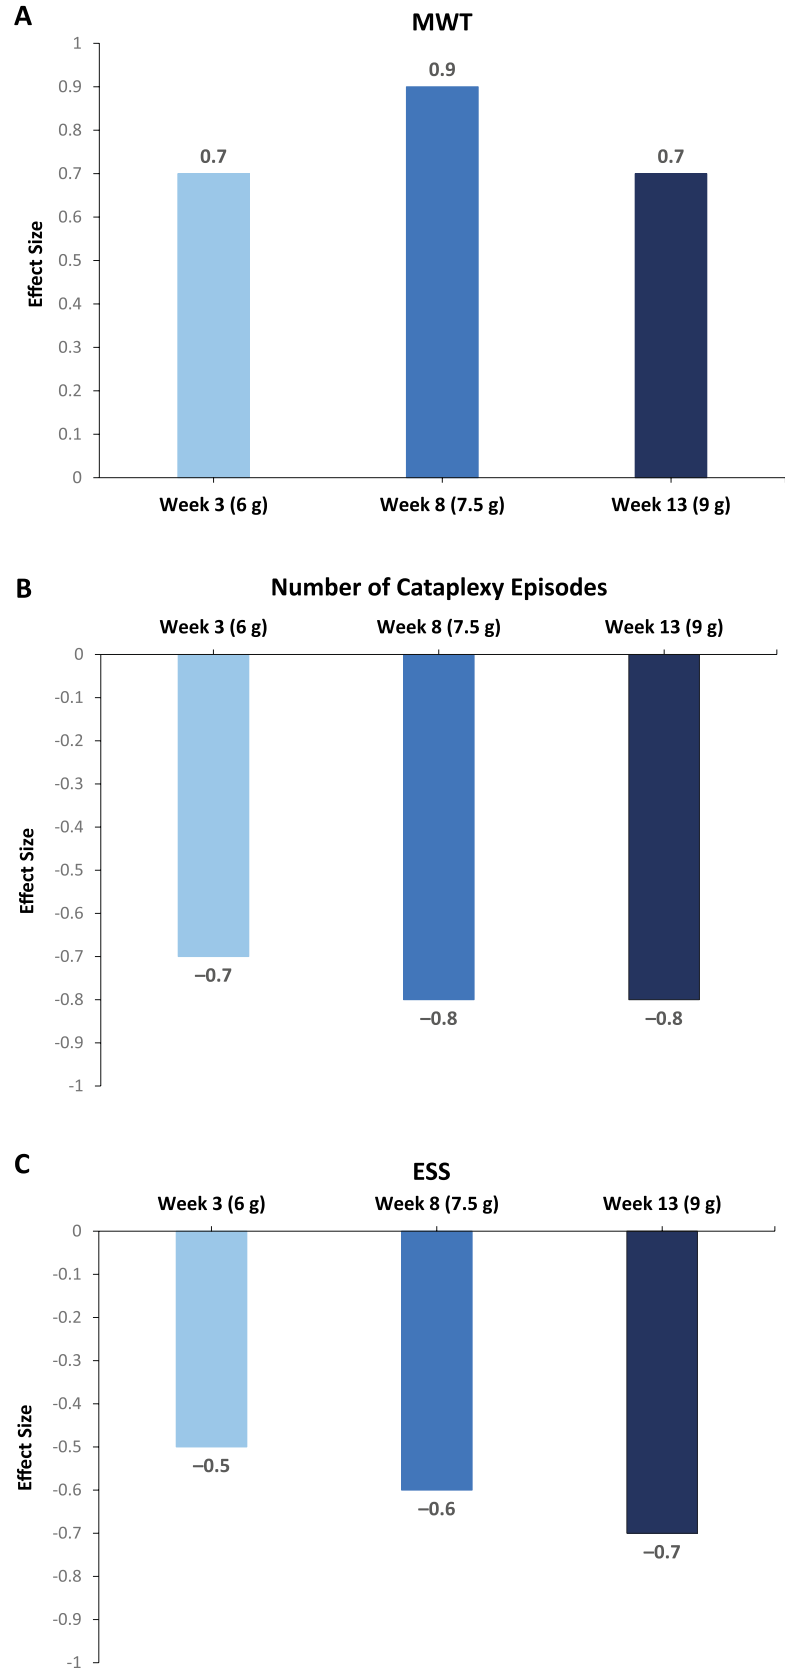 A
MWT
1
0.9
0.8
0.7
0.6
0.5
0.4
0.3
0.2
0.1
0
Effect Size
0.7
0.9
0.7
Week 3 (6 g)
Week 8 (7.5 g)
Week 13 (9 g)
B
Number of Cataplexy Episodes
Week 3 (6 g)
Week 8 (7.5 g)
Week 13 (9 g)
0
-0.1
-0.2
-0.3
-0.4
-0.5
-0.6
-0.7
-0.8
-0.9
-1
Effect Size
–0.7
–0.8
–0.8
C
ESS
Week 3 (6 g)
Week 8 (7.5 g)
Week 13 (9 g)
0
-0.1
-0.2
-0.3
-0.4
-0.5
-0.6
-0.7
-0.8
-0.9
-1
Effect Size
–0.5
–0.6
–0.7